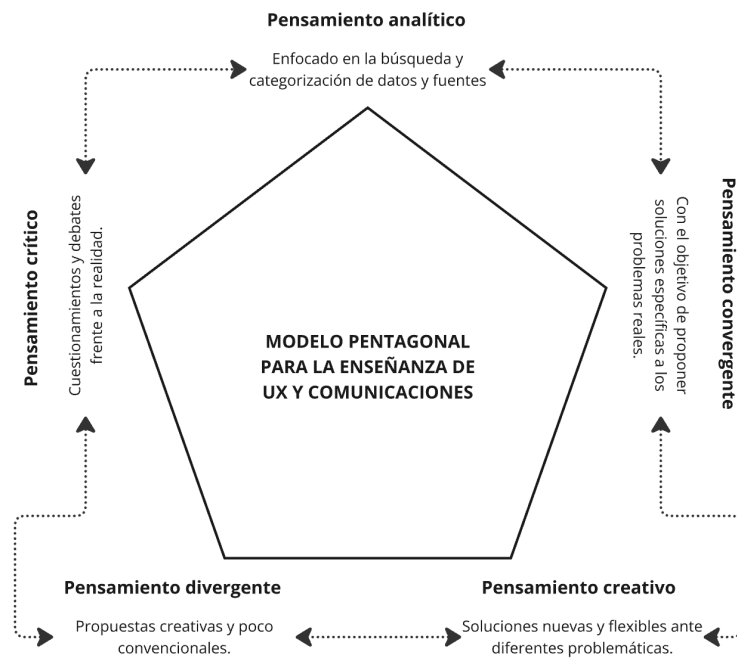 Pensamiento analítico
Enfocado en la búsqueda y
categorización de datos y fuentes
Pensamiento crítico
Cuestionamientos y debates
frente a la realidad.
MODELO PENTAGONAL
PARA LA ENSEÑANZA DE
UX Y COMUNICACIONES
Pensamiento convergente
Con el objetivo de proponer
soluciones específicas a los
problemas reales.
Pensamiento divergente
Propuestas creativas y poco
convencionales.
Pensamiento creativo
Soluciones nuevas y flexibles ante
diferentes problemáticas.